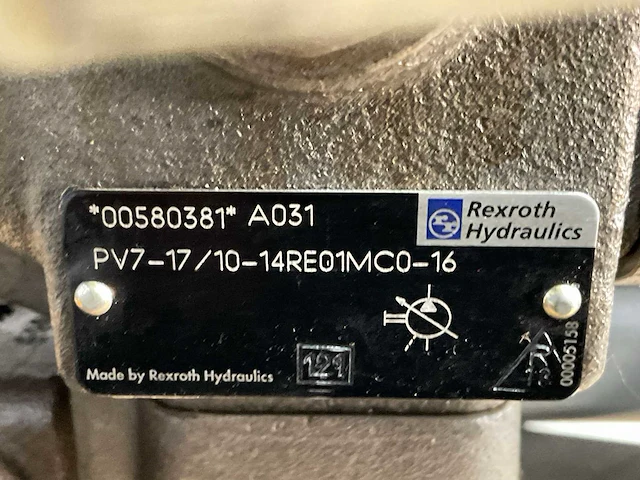 *00580381* A031
Rexroth
Hydraulics
PV7-17/10-14RE01MC0-16
Made by Rexroth Hydraulics
121
00005158